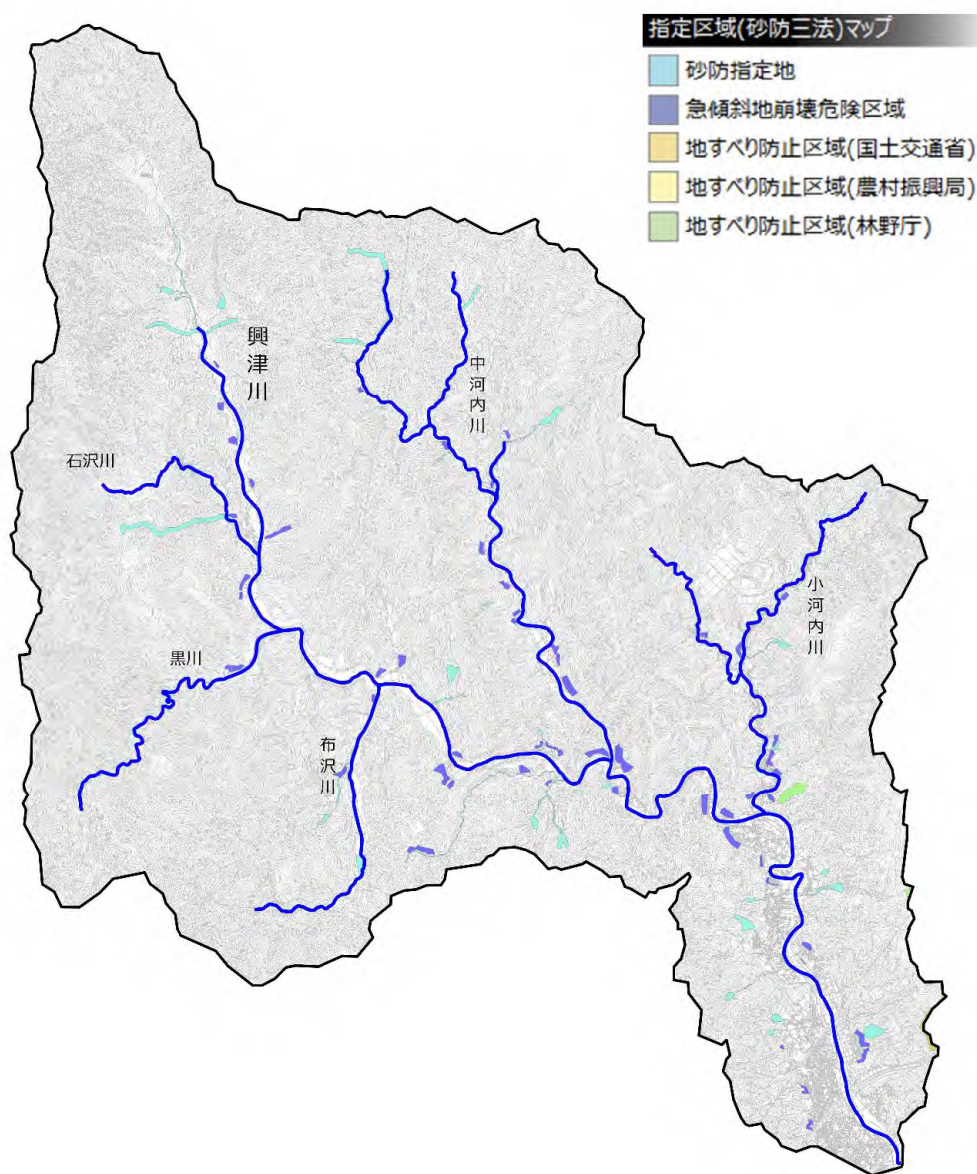 指定区域(砂防三法)マップ
砂防指定地
急傾斜地崩壊危険区域
地すべり防止区域(国土交通省)
地すべり防止区域(農村振興局)
地すべり防止区域(林野庁)
興津川
中河内川
石沢川
小河内川
黒川
布沢川